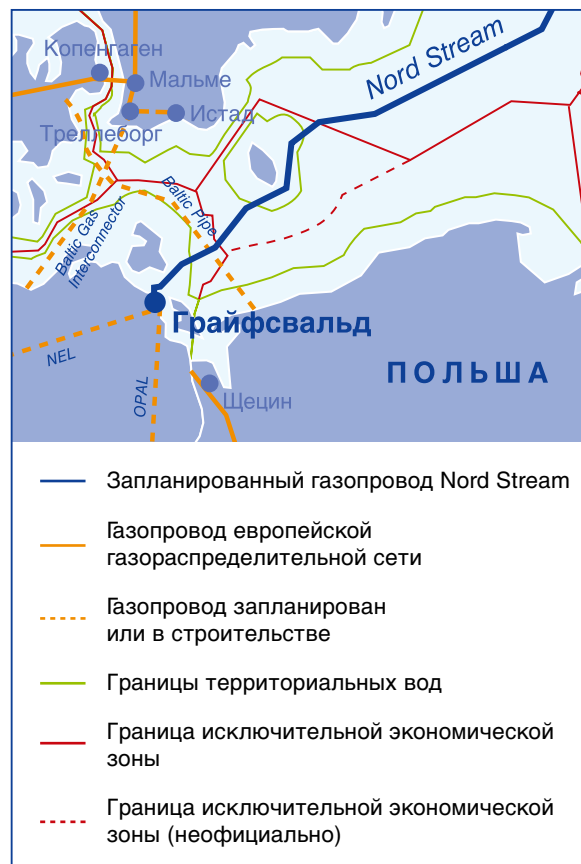 Копенгаген
Nord Stream
Мальме
Истад
Треллеборг
Baltic Pipe
Baltic Gas
Interconnector
Грайфсвальд
NEL
OPAL
ПОЛЬША
Щецин
Запланированный газопровод Nord Stream
Газопровод европейской
газораспределительной сети
Газопровод запланирован
или в строительстве
Границы территориальных вод
Граница исключительной экономической
зоны
Граница исключительной экономической
зоны (неофициально)